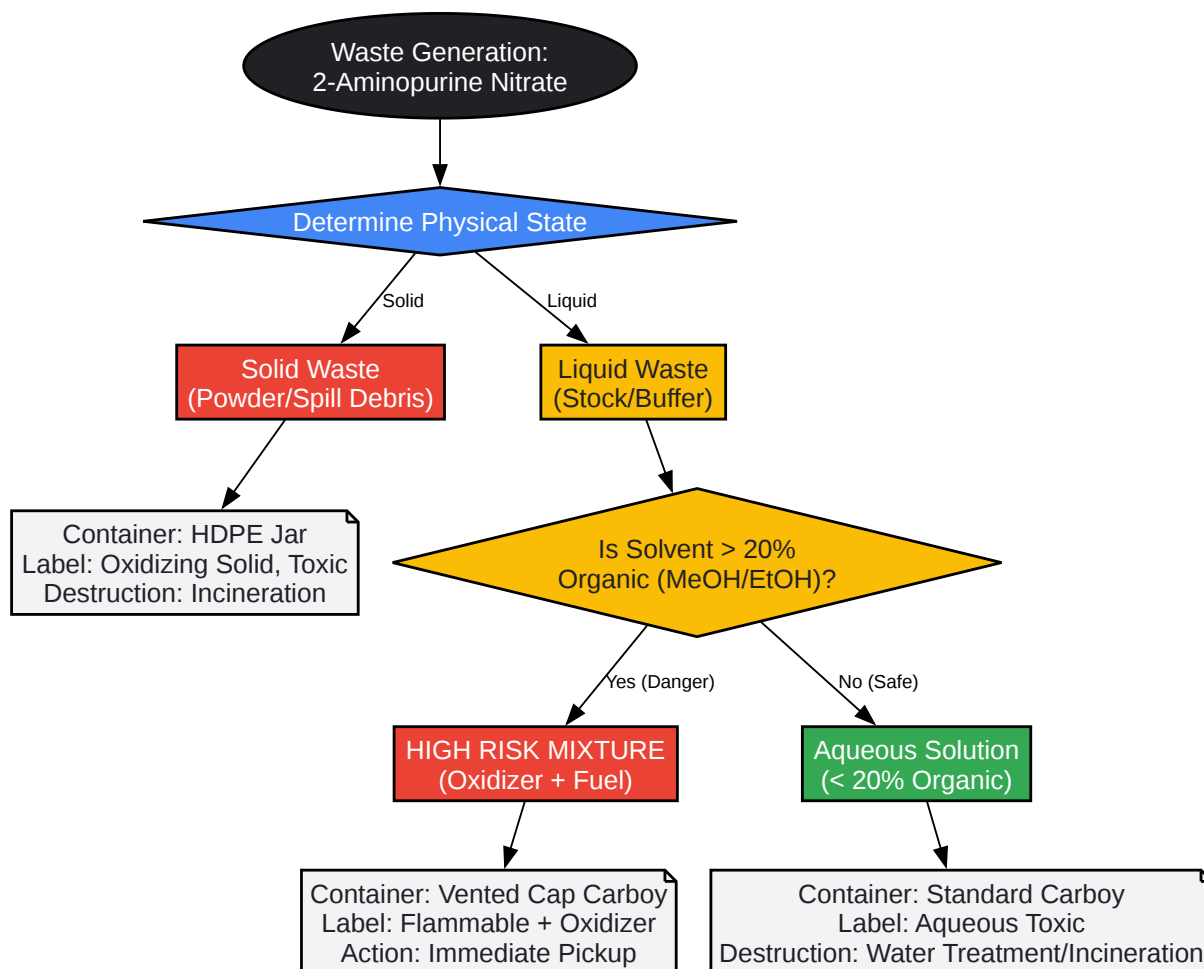 Waste Generation:
2-Aminopurine Nitrate
Determine Physical State
Solid
Liquid
Solid Waste
(Powder/Spill Debris)
Liquid Waste
(Stock/Buffer)
Container: HDPE Jar
Label: Oxidizing Solid, Toxic
Destruction: Incineration
Is Solvent > 20%
Organic (MeOH/EtOH)?
Yes (Danger)
No (Safe)
HIGH RISK MIXTURE
(Oxidizer + Fuel)
Aqueous Solution
(< 20% Organic)
Container: Vented Cap Carboy
Label: Flammable + Oxidizer
Action: Immediate Pickup
Container: Standard Carboy
Label: Aqueous Toxic
Destruction: Water Treatment/Incineration